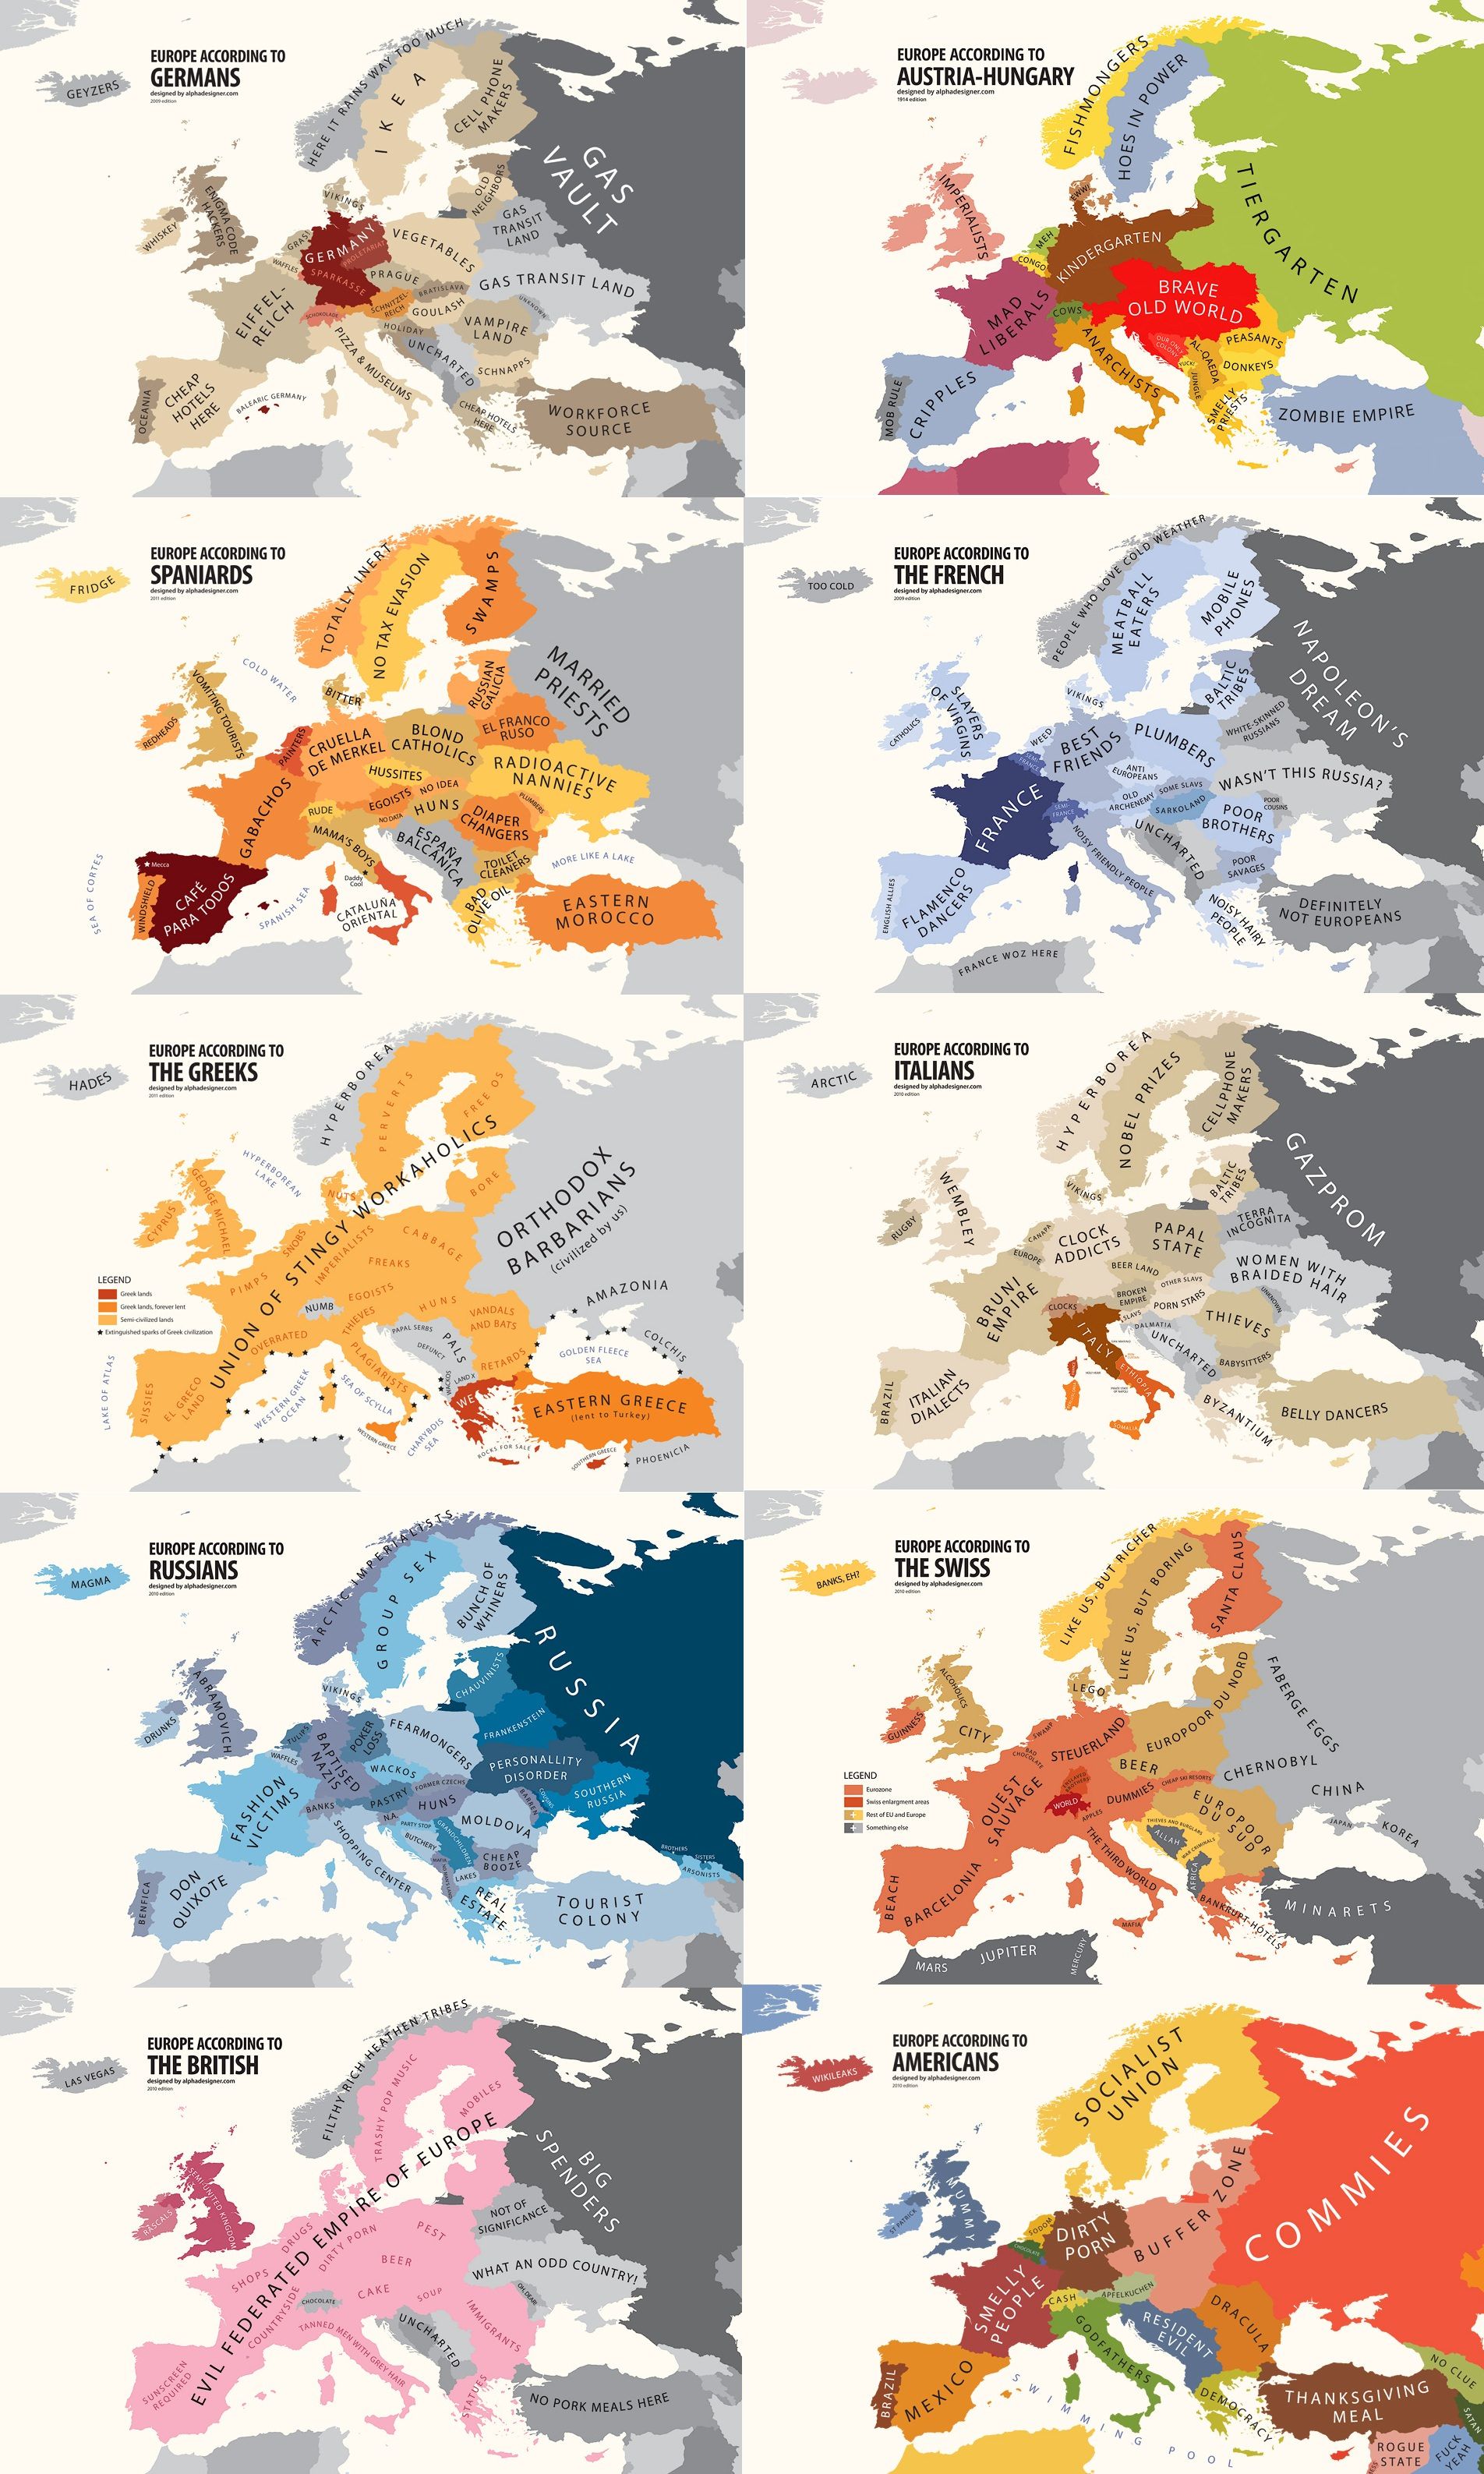 EUROPE ACCORDING TO
GERMANS
designed by alphadesigner.com
2009 edition
GEYZERS
HERE IT RAINS WAY TOO MUCH
IKEA
CELL PHONE
MAKERS
GAS
VAULT
OLD
NEIGHBORS
ENIGMA CODE
HACKERS
WHISKEY
VIKINGS
GRASS
WAFFLES
GERMANY
PROLETARIAT
SPARKASSE
VEGETABLES
GAS
TRANSIT
LAND
GAS TRANSIT LAND
PRAGUE
BRATISLAVA
SCHNITZEL-
REICH
SCHOKOLADE
GOULASH
UNKNOWN
EIFFEL-
REICH
HOLIDAY
VAMPIRE
LAND
UNCHARTED
PIZZA & MUSEUMS
SCHNAPPS
OCEANIA
CHEAP
HOTELS
HERE
BALEARIC GERMANY
CHEAP HOTELS
HERE
WORKFORCE
SOURCE
EUROPE ACCORDING TO
AUSTRIA-HUNGARY
designed by alphadesigner.com
1914 edition
FISHMONGERS
HOES IN POWER
TIERGARTEN
IMPERIALISTS
EWW!
MEH
CONGO
KINDERGARTEN
BRAVE
OLD WORLD
MAD
LIBERALS
COWS
ANARCHISTS
OUR ONLY
COLONY
AL-QAEDA
YUCK!
JUNGLE
PEASANTS
DONKEYS
SMELLY
PRIESTS
MOB RULE
CRIPPLES
ZOMBIE EMPIRE
EUROPE ACCORDING TO
SPANIARDS
designed by alphadesigner.com
2011 edition
FRIDGE
TOTALLY INERT
NO TAX EVASION
SWAMPS
MARRIED
PRIESTS
COLD WATER
VOMITING TOURISTS
REDHEADS
BITTER
RUSSIAN
GALICIA
EL FRANCO
RUSO
PAINTERS
CRUELLA
DE MERKEL
BLOND
CATHOLICS
RADIOACTIVE
NANNIES
HUSSITES
NO IDEA
EGOISTS
HUNS
PLUMBERS
RUDE
NO DATA
GABACHOS
MAMA'S BOYS
ESPAÑA
BALCÁNICA
DIAPER
CHANGERS
TOILET
CLEANERS
MORE LIKE A LAKE
Mecca
WINDSHIELD
CAFÉ
PARA TODOS
SEA OF CORTES
SPANISH SEA
Daddy
Cool
CATALUÑA
ORIENTAL
BAD
OLIVE OIL
EASTERN
MOROCCO
EUROPE ACCORDING TO
THE FRENCH
designed by alphadesigner.com
2009 edition
TOO COLD
PEOPLE WHO LOVE COLD WEATHER
MEATBALL
EATERS
MOBILE
PHONES
NAPOLEON'S
DREAM
SLAYERS
OF VIRGINS
CATHOLICS
VIKINGS
BALTIC
TRIBES
WHITE-SKINNED
RUSSIANS
WEED
SEMI-
FRANCE
BEST
FRIENDS
PLUMBERS
ANTI
EUROPEANS
SOME SLAVS
WASN'T THIS RUSSIA?
OLD
ARCHENEMY
SARKOLAND
POOR
COUSINS
POOR
BROTHERS
FRANCE
SEMI-
FRANCE
UNCHARTED
NOISY FRIENDLY PEOPLE
POOR
SAVAGES
ENGLISH ALLIES
FLAMENCO
DANCERS
NOISY HAIRY
PEOPLE
DEFINITELY
NOT EUROPEANS
FRANCE WOZ HERE
EUROPE ACCORDING TO
THE GREEKS
designed by alphadesigner.com
2011 edition
HADES
HYPERBOREA
PERVERTS
FREE OS
UNION OF STINGY WORKAHOLICS
ORTHODOX
BARBARIANS
(civilized by us)
HYPERBOREAN
LAKE
GEORGE MICHAEL
CYPRUS
NUTS
BORE
SNOBS
IMPERIALISTS
CABBAGE
FREAKS
PIMPS
EGOISTS
NUMB
THIEVES
HUNS
VANDALS
AND BATS
AMAZONIA
LEGEND
Greek lands
Greek lands, forever lent
Semi-civilized lands
Extinguished sparks of Greek civilization
OVERRATED
PAPAL SERBS
DEFUNCT
PALS
PLAGIARISTS
RETARDS
LAND X
WACKOS
GOLDEN FLEECE
SEA
COLCHIS
LAKE OF ATLAS
SISSIES
EL GRECO
LAND
WESTERN GREEK
OCEAN
SEA OF SCYLLA
WESTERN GREECE
CHARYBDIS
SEA
WE
ROCKS FOR SALE
EASTERN GREECE
(lent to Turkey)
SOUTHERN GREECE
PHOENICIA
EUROPE ACCORDING TO
ITALIANS
designed by alphadesigner.com
2010 edition
ARCTIC
HYPERBOREA
NOBEL PRIZES
CELLPHONE
MAKERS
GAZPROM
WEMBLEY
RUGBY
VIKINGS
BALTIC
TRIBES
TERRA
INCOGNITA
CANAPA
EUROPE
CLOCK
ADDICTS
PAPAL
STATE
WOMEN WITH
BRAIDED HAIR
BEER LAND
OTHER SLAVS
BROKEN
EMPIRE
PORN STARS
UNKNOWN
BRUNI
EMPIRE
CLOCKS
SLAVS
DALMATIA
THIEVES
ITALY
ETHIOPIA
SOMALIA
UNCHARTED
BABYSITTERS
BRAZIL
ITALIAN
DIALECTS
BYZANTIUM
BELLY DANCERS
EUROPE ACCORDING TO
RUSSIANS
designed by alphadesigner.com
2010 edition
MAGMA
ARCTIC IMPERIALISTS
GROUP SEX
BUNCH OF
WHINERS
RUSSIA
ABRAMOVICH
DRUNKS
VIKINGS
CHAUVINISTS
FRANKENSTEIN
TULIPS
WAFFLES
BAPTISED
NAZIS
POKER
LOSS
FEARMONGERS
PERSONALLITY
DISORDER
WACKOS
FORMER CZECHS
SOUTHERN
RUSSIA
FASHION
VICTIMS
BANKS
PASTRY
HUNS
BARREN
COUSINS
N.A.
PARTY STOP
BUTCHERY
GRANDCHILDREN
MOLDOVA
SHOPPING CENTER
MAFIA
LAKES
CHEAP
BOOZE
BROTHERS
SISTERS
ARSONISTS
BENFICA
DON
QUIXOTE
REAL
ESTATE
TOURIST
COLONY
EUROPE ACCORDING TO
THE SWISS
designed by alphadesigner.com
2010 edition
BANKS, EH?
LIKE US, BUT RICHER
LIKE US, BUT BORING
SANTA CLAUS
FABERGE EGGS
ALCOHOLICS
CITY
GUINNESS
LEGO
EUROPOOR DU NORD
SWAMP
BAD
CHOCOLATE
STEUERLAND
BEER
CHERNOBYL
CHINA
JAPAN
KOREA
LEGEND
Eurozone
Swiss enlargment areas
Rest of EU and Europe
Something else
OUEST
SAUVAGE
WORLD
DUMMIES
CHEAP SKI RESORTS
APPLES
EUROPOOR
DU SUD
THIEVES AND BURGLARS
ALLAH
WAR CRIMINALS
AFRICA
THE THIRD WORLD
MAFIA
BEACH
BARCELONIA
BANKRUPT HOTELS
MINARETS
MARS
JUPITER
MERCURY
EUROPE ACCORDING TO
THE BRITISH
designed by alphadesigner.com
2010 edition
LAS VEGAS
FILTHY RICH HEATHEN TRIBES
TRASHY POP MUSIC
MOBILES
EVIL FEDERATED EMPIRE OF EUROPE
BIG
SPENDERS
SEMIUNITED KINGDOM
RASCALS
NOT OF
SIGNIFICANCE
DRUGS
DIRTY PORN
PEST
BEER
WHAT AN ODD COUNTRY!
SHOPS
COUNTRYSIDE
CHOCOLATE
CAKE
SOUP
OH, DEAR!
IMMIGRANTS
UNCHARTED
TANNED MEN WITH GREY HAIR
SUNSCREEN
REQUIRED
STATUES
NO PORK MEALS HERE
EUROPE ACCORDING TO
AMERICANS
designed by alphadesigner.com
2010 edition
WIKILEAKS
SOCIALIST
UNION
COMMIES
MUMMY
ST PATRICK
BUFFER ZONE
SODOM
CHOCOLATE
DIRTY
PORN
SMELLY
PEOPLE
CASH
APFELKUCHEN
DRACULA
RESIDENT
EVIL
GODFATHERS
BRAZIL
MEXICO
SWIMMING POOL
DEMOCRACY
THANKSGIVING
MEAL
NO CLUE
SATAN
ROGUE
STATE
FUCK
YEAH